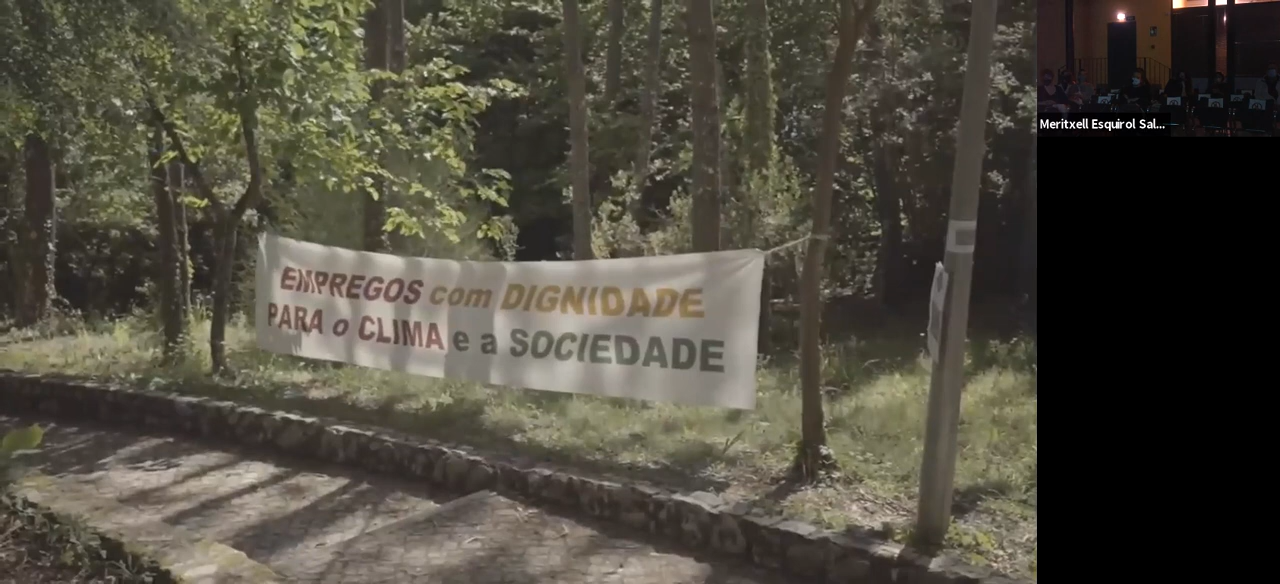 EMPREGOS com DIGNIDADE
PARA o CLIMA e a SOCIEDADE
Meritxell Esquirol Sal...